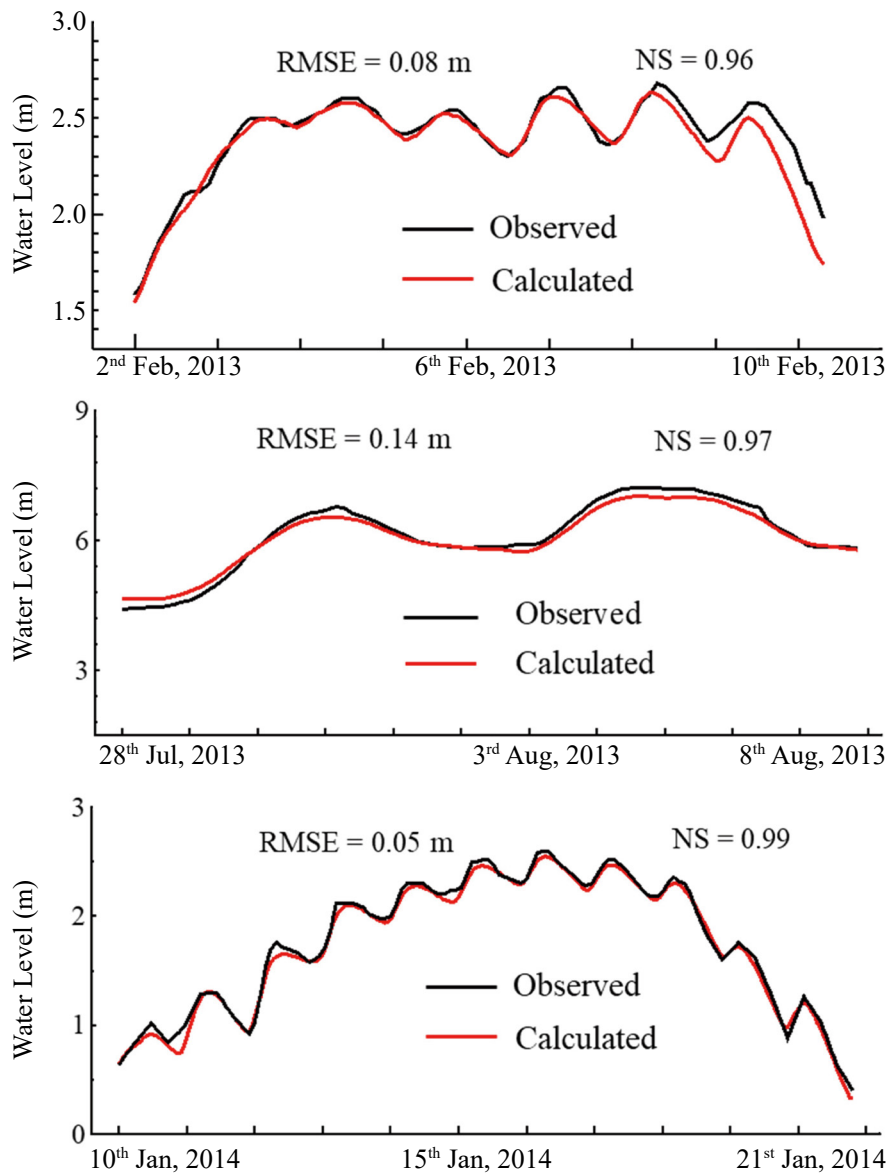 3.0
RMSE = 0.08 m NS = 0.96
2.5
Water Level (m)
2.0
Observed
Calculated
1.5
2nd Feb, 2013 6th Feb, 2013 10th Feb, 2013
9
RMSE = 0.14 m NS = 0.97
6
Water Level (m)
Observed
3
Calculated
28th Jul, 2013 3rd Aug, 2013 8th Aug, 2013
3
RMSE = 0.05 m NS = 0.99
2
Water Level (m)
Observed
1
Calculated
0
10th Jan, 2014 15th Jan, 2014 21st Jan, 2014